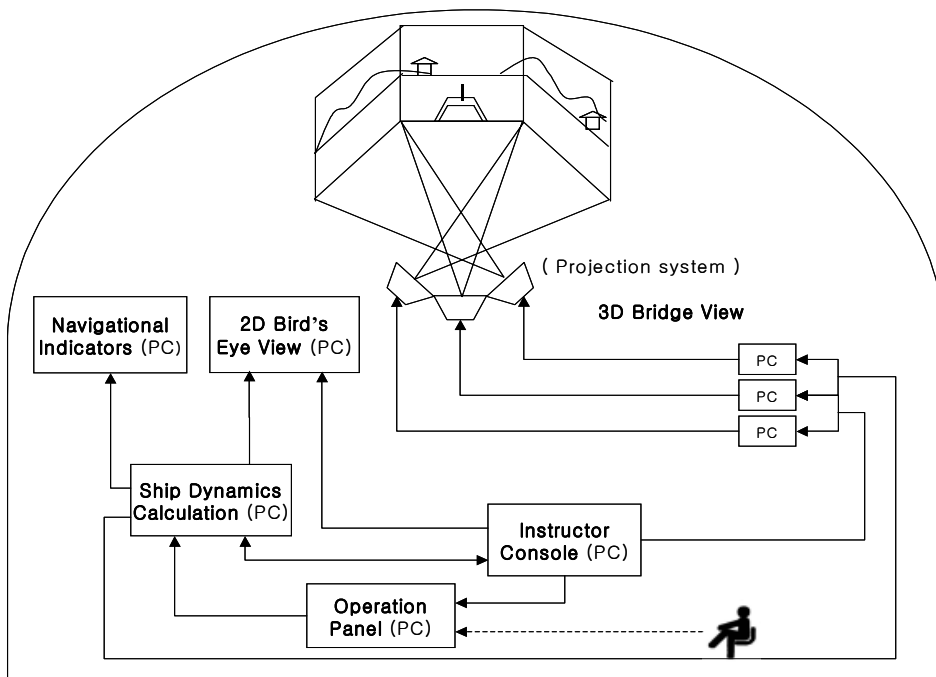 ( Projection system )
3D Bridge View
Navigational
Indicators (PC)
2D Bird's
Eye View (PC)
PC
PC
PC
Ship Dynamics
Calculation (PC)
Instructor
Console (PC)
Operation
Panel (PC)